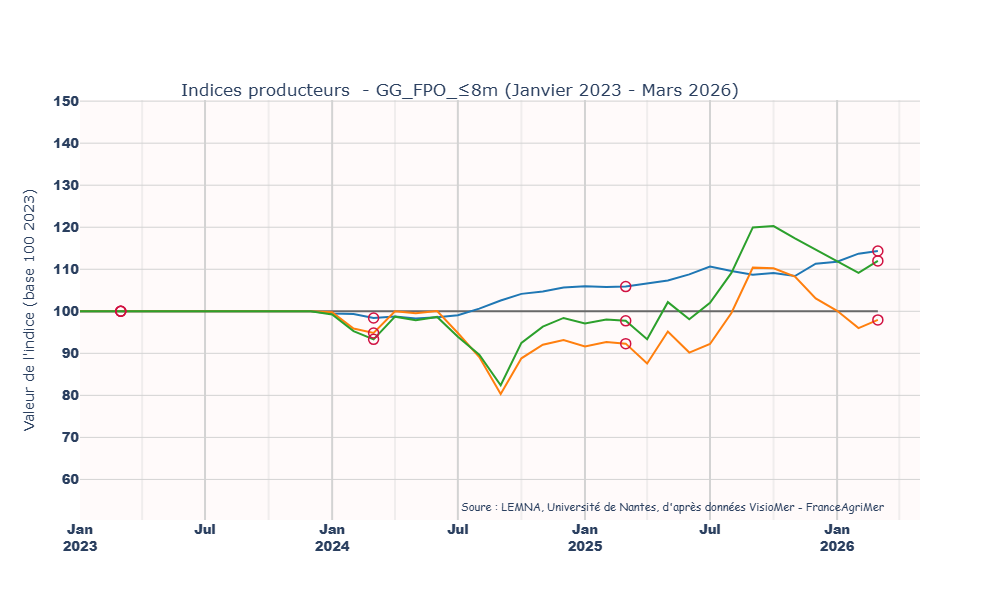 Indices producteurs - GG_FPO_≤8m (Janvier 2023 - Mars 2026)
Valeur de l'indice (base 100 2023)
150
140
130
120
110
100
90
80
70
60
Soure : LEMNA, Université de Nantes, d'après données VisioMer - FranceAgriMer
Jan Jul Jan Jul Jan Jul Jan
2023 2024 2025 2026